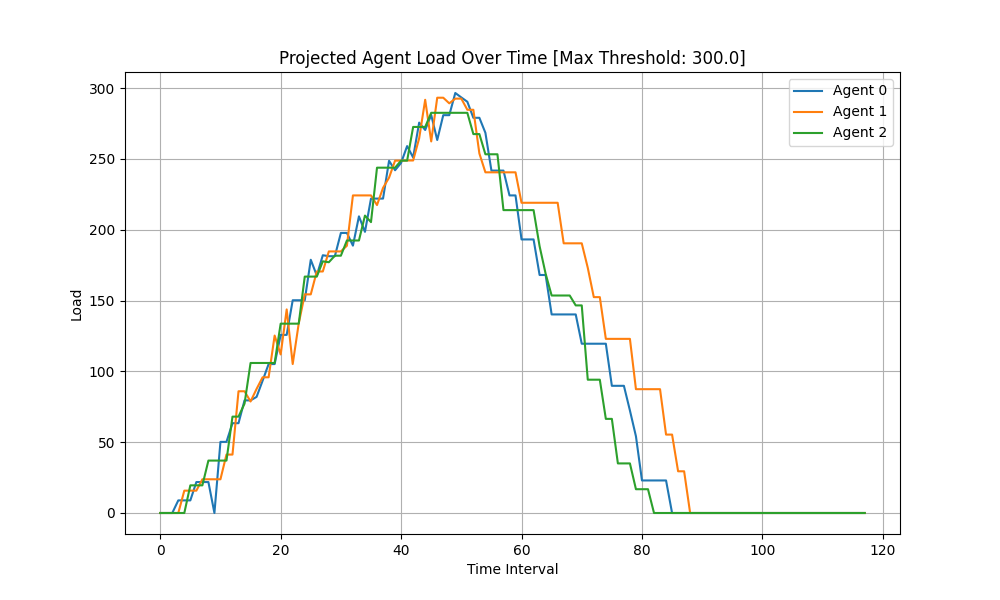 Projected Agent Load Over Time [Max Threshold: 300.0]
Agent 0
Agent 1
Agent 2
Load
300
250
200
150
100
50
0
0 20 40 60 80 100 120
Time Interval